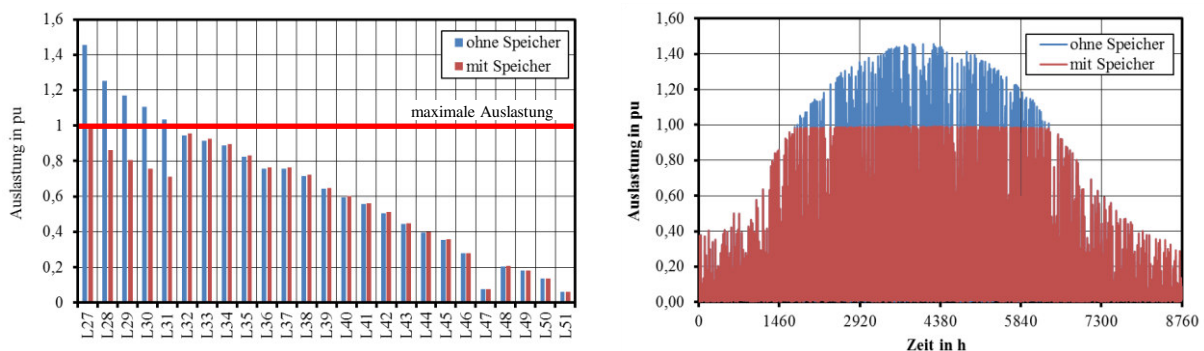 Auslastung in pu
1,6
1,4
1,2
1
0,8
0,6
0,4
0,2
0
ohne Speicher
mit Speicher
maximale Auslastung
L27 L28 L29 L30 L31 L32 L33 L34 L35 L36 L37 L38 L39 L40 L41 L42 L43 L44 L45 L46 L47 L48 L49 L50 L51
Auslastung in pu
1,60
1,40
1,20
1,00
0,80
0,60
0,40
0,20
0,00
ohne Speicher
mit Speicher
0 1460 2920 4380 5840 7300 8760
Zeit in h